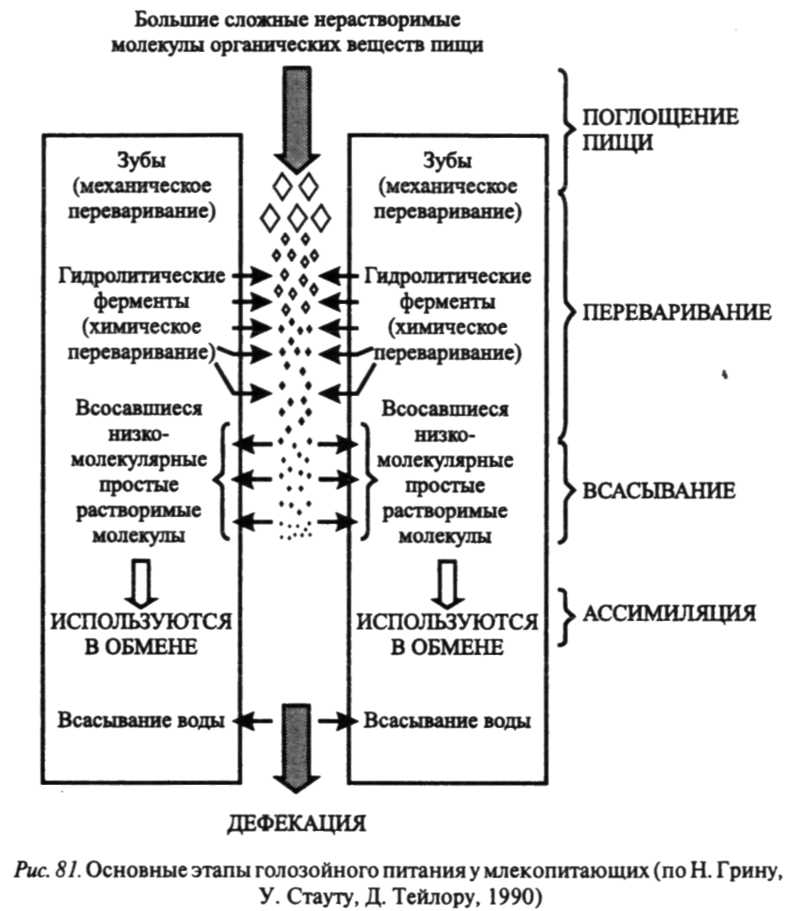 Большие сложные нерастворимые
молекулы органических веществ пищи
ПОГЛОЩЕНИЕ
ПИЩИ
Зубы
(механическое
переваривание)
Зубы
(механическое
переваривание)
Гидролитические
ферменты
(химическое
переваривание)
Гидролитические
ферменты
(химическое
переваривание)
ПЕРЕВАРИВАНИЕ
Всосавшиеся
низко-
молекулярные
простые
растворимые
молекулы
Всосавшиеся
низко-
молекулярные
простые
растворимые
молекулы
ВСАСЫВАНИЕ
ИСПОЛЬЗУЮТСЯ
В ОБМЕНЕ
ИСПОЛЬЗУЮТСЯ
В ОБМЕНЕ
АССИМИЛЯЦИЯ
Всасывание воды
Всасывание воды
ДЕФЕКАЦИЯ
Рис. 81. Основные этапы голозойного питания у млекопитающих (по Н. Грину,
У. Стауту, Д. Тейлору, 1990)